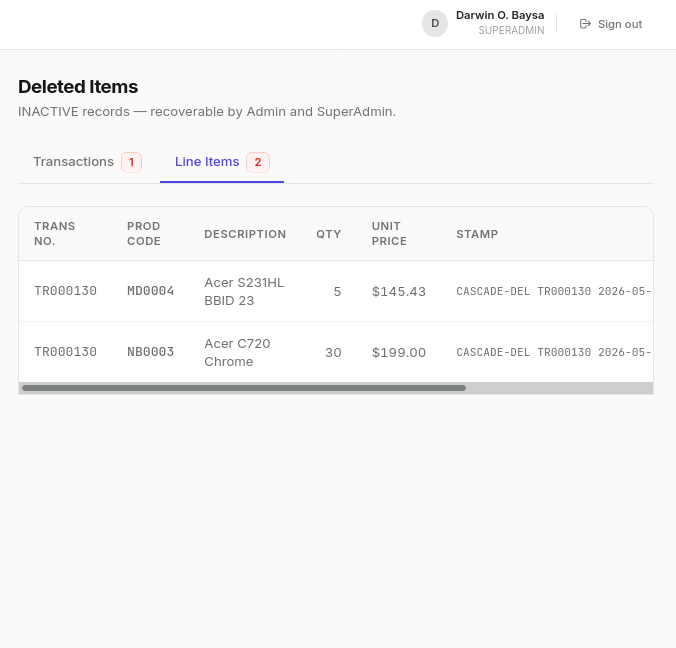 D
Darwin O. Baysa
SUPERADMIN
Sign out
Deleted Items
INACTIVE records — recoverable by Admin and SuperAdmin.
Transactions 1 Line Items 2
TRANS NO. PROD CODE DESCRIPTION QTY UNIT PRICE STAMP
TR000130 MD0004 Acer S231HL BBID 23 5 $145.43 CASCADE-DEL TR000130 2026-05-
TR000130 NB0003 Acer C720 Chrome 30 $199.00 CASCADE-DEL TR000130 2026-05-